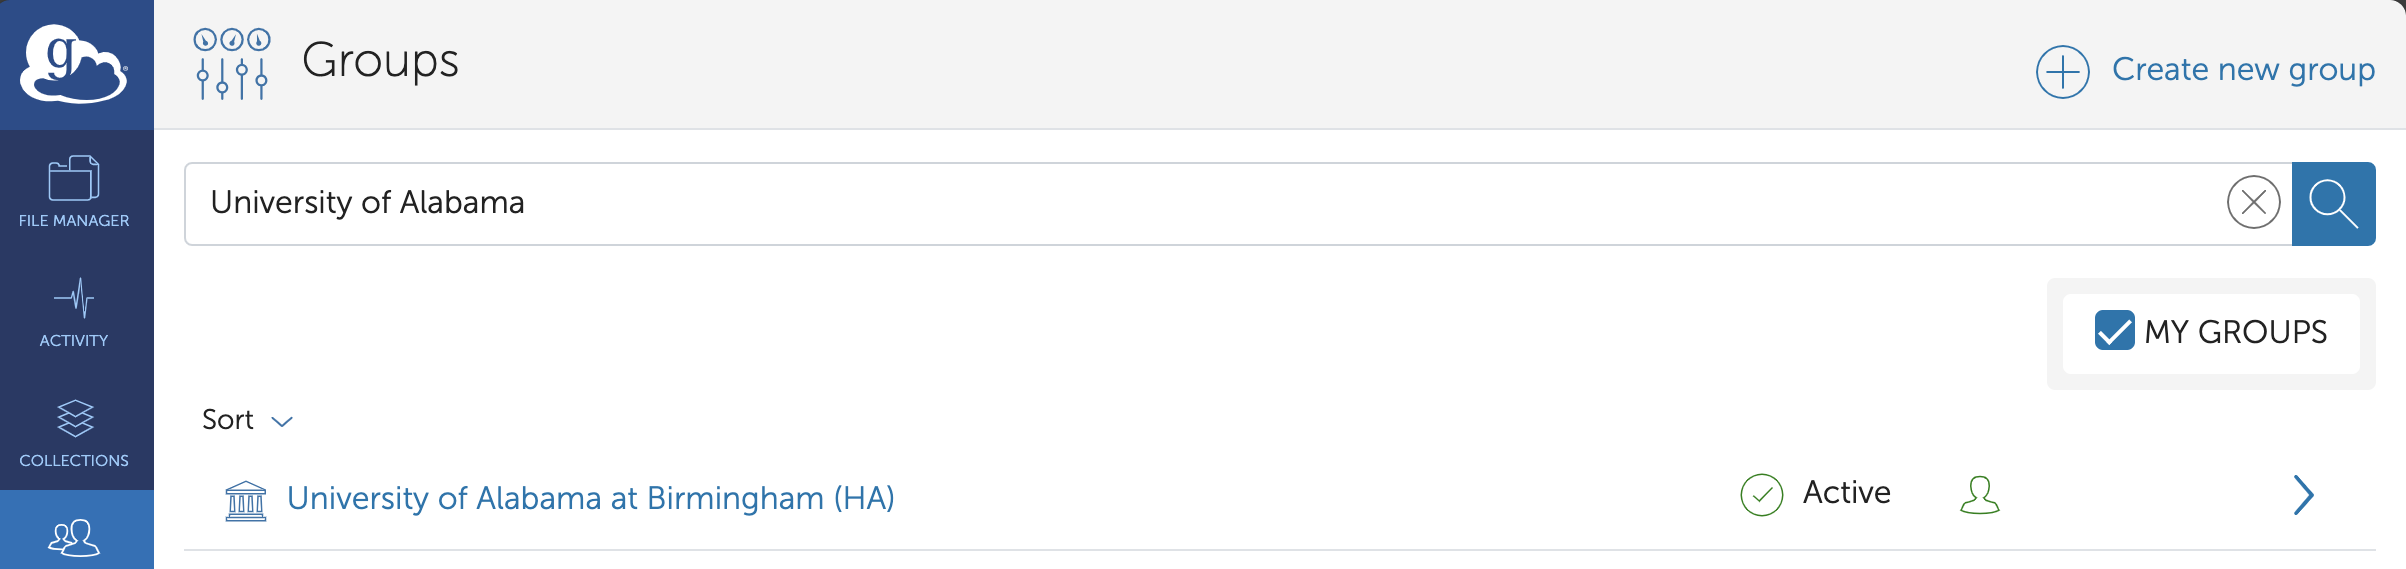 g
Groups
Create new group
University of Alabama
FILE MANAGER
MY GROUPS
ACTIVITY
Sort
COLLECTIONS
University of Alabama at Birmingham (HA)
Active